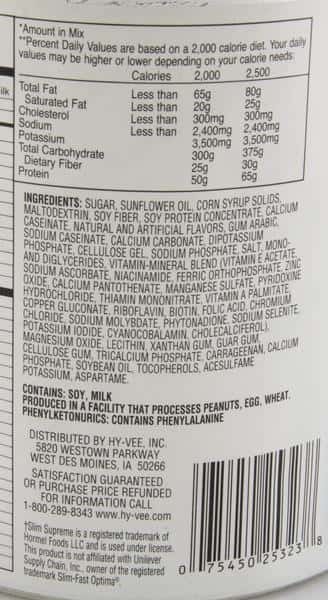 *Amount in Mix
**Percent Daily Values are based on a 2,000 calorie diet. Your daily
values may be higher or lower depending on your calorie needs:
Calories 2,000 2,500
Total Fat Less than 65g 80g
Saturated Fat Less than 20g 25g
Cholesterol Less than 300mg 300mg
Sodium Less than 2,400mg 2,400mg
Potassium 3,500mg 3,500mg
Total Carbohydrate 300g 375g
Dietary Fiber 25g 30g
Protein 50g 65g
INGREDIENTS: SUGAR, SUNFLOWER OIL, CORN SYRUP SOLIDS,
MALTODEXTRIN, SOY FIBER, SOY PROTEIN CONCENTRATE, CALCIUM
CASEINATE, NATURAL AND ARTIFICIAL FLAVORS, GUM ARABIC,
SODIUM CASEINATE, CALCIUM CARBONATE, DIPOTASSIUM
PHOSPHATE, CELLULOSE GEL, SODIUM PHOSPHATE, SALT, MONO-
AND DIGLYCERIDES, VITAMIN-MINERAL BLEND (VITAMIN E ACETATE,
SODIUM ASCORBATE, NIACINAMIDE, FERRIC ORTHOPHOSPHATE, ZINC
OXIDE, CALCIUM PANTOTHENATE, MANGANESE SULFATE, PYRIDOXINE
HYDROCHLORIDE, THIAMIN MONONITRATE, VITAMIN A PALMITATE,
COPPER GLUCONATE, RIBOFLAVIN, BIOTIN, FOLIC ACID, CHROMIUM
CHLORIDE, SODIUM MOLYBDATE, PHYTONADIONE, SODIUM SELENITE,
POTASSIUM IODIDE, CYANOCOBALAMIN, CHOLECALCIFEROL),
MAGNESIUM OXIDE, LECITHIN, XANTHAN GUM, GUAR GUM,
CELLULOSE GUM, TRICALCIUM PHOSPHATE, CARRAGEENAN, CALCIUM
PHOSPHATE, SOYBEAN OIL, TOCOPHEROLS, ACESULFAME
POTASSIUM, ASPARTAME.
CONTAINS: SOY, MILK
PRODUCED IN A FACILITY THAT PROCESSES PEANUTS, EGG, WHEAT.
PHENYLKETONURICS: CONTAINS PHENYLALANINE
DISTRIBUTED BY HY-VEE, INC.
5820 WESTOWN PARKWAY
WEST DES MOINES, IA 50266
SATISFACTION GUARANTEED
OR PURCHASE PRICE REFUNDED
FOR INFORMATION CALL
1-800-289-8343 www.hy-vee.com
†Slim Supreme is a registered trademark of
Hormel Foods LLC and is used under license.
This product is not affiliated with Unilever
Supply Chain, Inc., owner of the registered
trademark Slim-Fast Optima®.
0 75450 25323 8